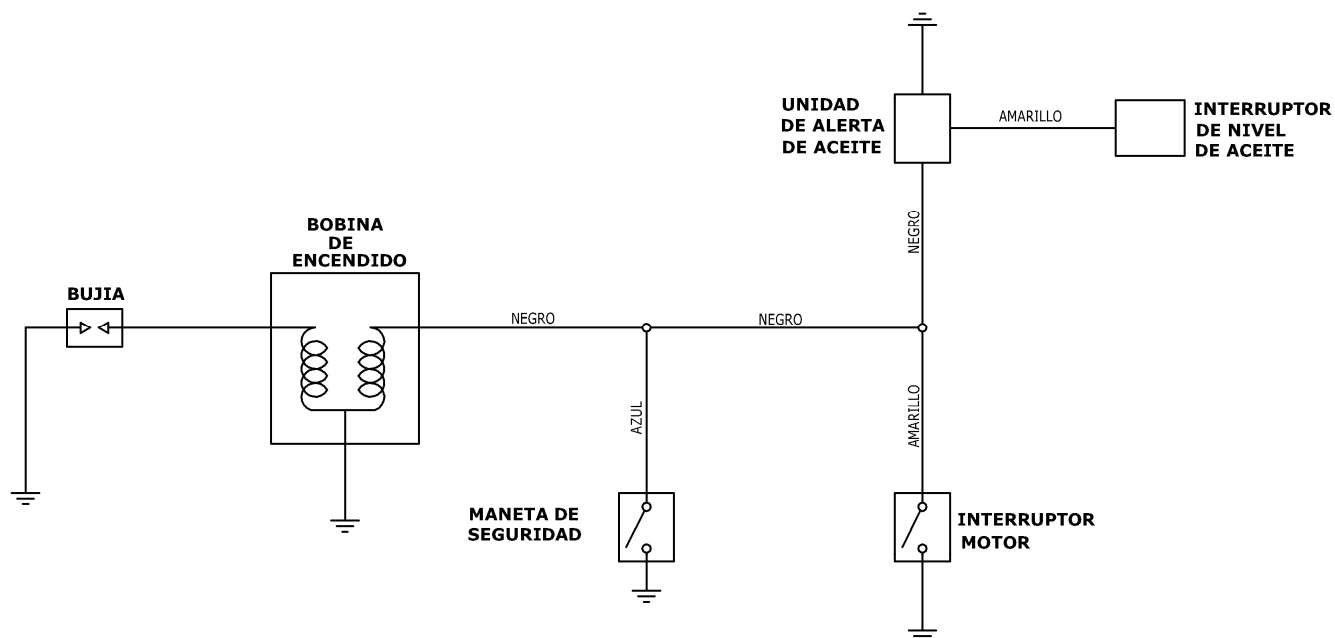 UNIDAD
DE ALERTA
DE ACEITE
AMARILLO
INTERRUPTOR
DE NIVEL
DE ACEITE
NEGRO
BOBINA
DE
ENCENDIDO
BUJIA
NEGRO
NEGRO
AZUL
AMARILLO
MANETA DE
SEGURIDAD
INTERRUPTOR
MOTOR